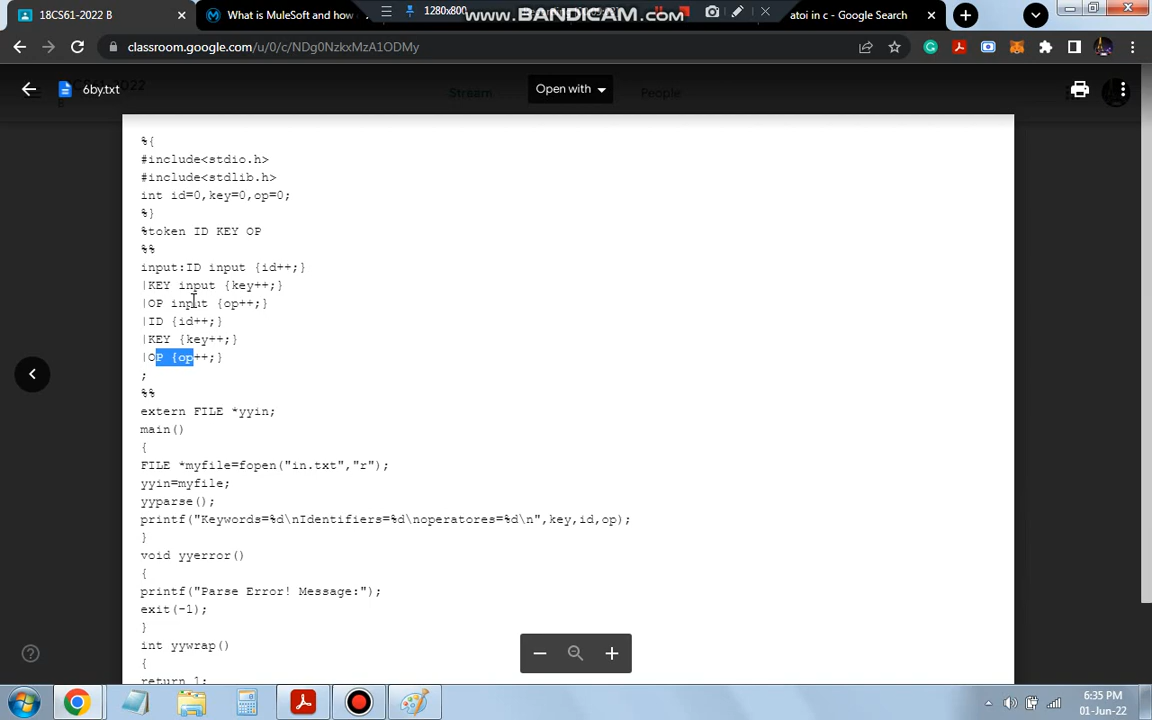 18CS61-2022 B
What is MuleSoft and how
1280x800
www.BANDICAM.com
atoi in c - Google Search
classroom.google.com/u/0/c/NDg0NzkxMzA1ODMy
6by.txt
Open with
Stream
People
%{
#include<stdio.h>
#include<stdlib.h>
int id=0,key=0,op=0;
%}
%token ID KEY OP
%%
input:ID input {id++;}
|KEY input {key++;}
|OP input {op++;}
|ID {id++;}
|KEY {key++;}
|OP {op++;}
;
%%
extern FILE *yyin;
main()
{
FILE *myfile=fopen("in.txt","r");
yyin=myfile;
yyparse();
printf("Keywords=%d\nIdentifiers=%d\noperatores=%d\n",key,id,op);
}
void yyerror()
{
printf("Parse Error! Message:");
exit(-1);
}
int yywrap()
{
return 1;
6:35 PM
01-Jun-22